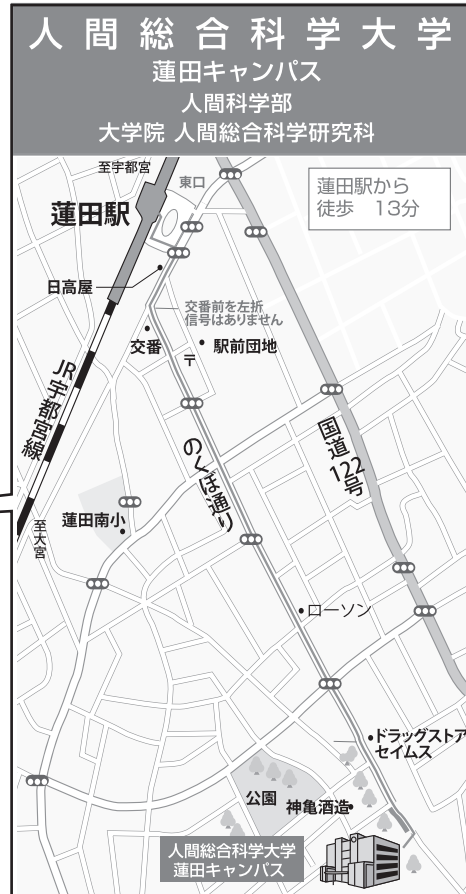 人間総合科学大学
蓮田キャンパス
人間科学部
大学院 人間総合科学研究科
至宇都宮
東口
蓮田駅から
徒歩 13分
蓮田駅
日高屋
交番前を左折
信号はありません
交番
〒
駅前団地
JR宇都宮線
のくぼ通り
国道122号
蓮田南小
至大宮
ローソン
ドラッグストア
セイムス
公園
神亀酒造
人間総合科学大学
蓮田キャンパス